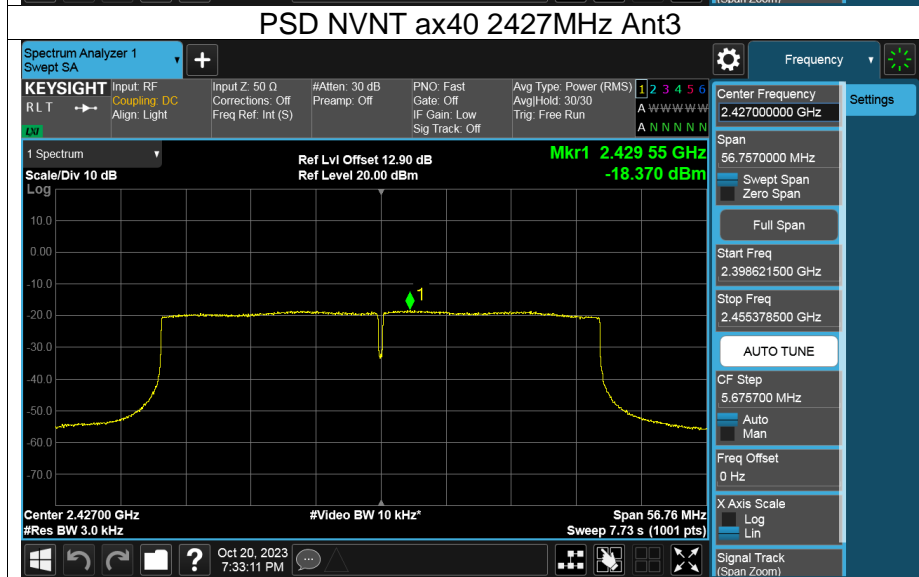 (Span Zoom)
PSD NVNT ax40 2427MHz Ant3
Spectrum Analyzer 1
Swept SA
+
Frequency
KEYSIGHT
RLT
LXI
Input: RF
Coupling: DC
Align: Light
Input Z: 50 Ω
Corrections: Off
Freq Ref: Int (S)
#Atten: 30 dB
Preamp: Off
PNO: Fast
Gate: Off
IF Gain: Low
Sig Track: Off
Avg Type: Power (RMS)
Avg|Hold: 30/30
Trig: Free Run
1 2 3 4 5 6
A W W W W W
A N N N N N
1 Spectrum
Scale/Div 10 dB
Log
Ref Lvl Offset 12.90 dB
Ref Level 20.00 dBm
Mkr1 2.429 55 GHz
-18.370 dBm
10.0
0.00
-10.0
-20.0
-30.0
-40.0
-50.0
-60.0
-70.0
1
Center 2.42700 GHz
#Res BW 3.0 kHz
#Video BW 10 kHz*
Span 56.76 MHz
Sweep 7.73 s (1001 pts)
Center Frequency
2.427000000 GHz
Settings
Span
56.7570000 MHz
Swept Span
Zero Span
Full Span
Start Freq
2.398621500 GHz
Stop Freq
2.455378500 GHz
AUTO TUNE
CF Step
5.675700 MHz
Auto
Man
Freq Offset
0 Hz
X Axis Scale
Log
Lin
Signal Track
(Span Zoom)
?
Oct 20, 2023
7:33:11 PM